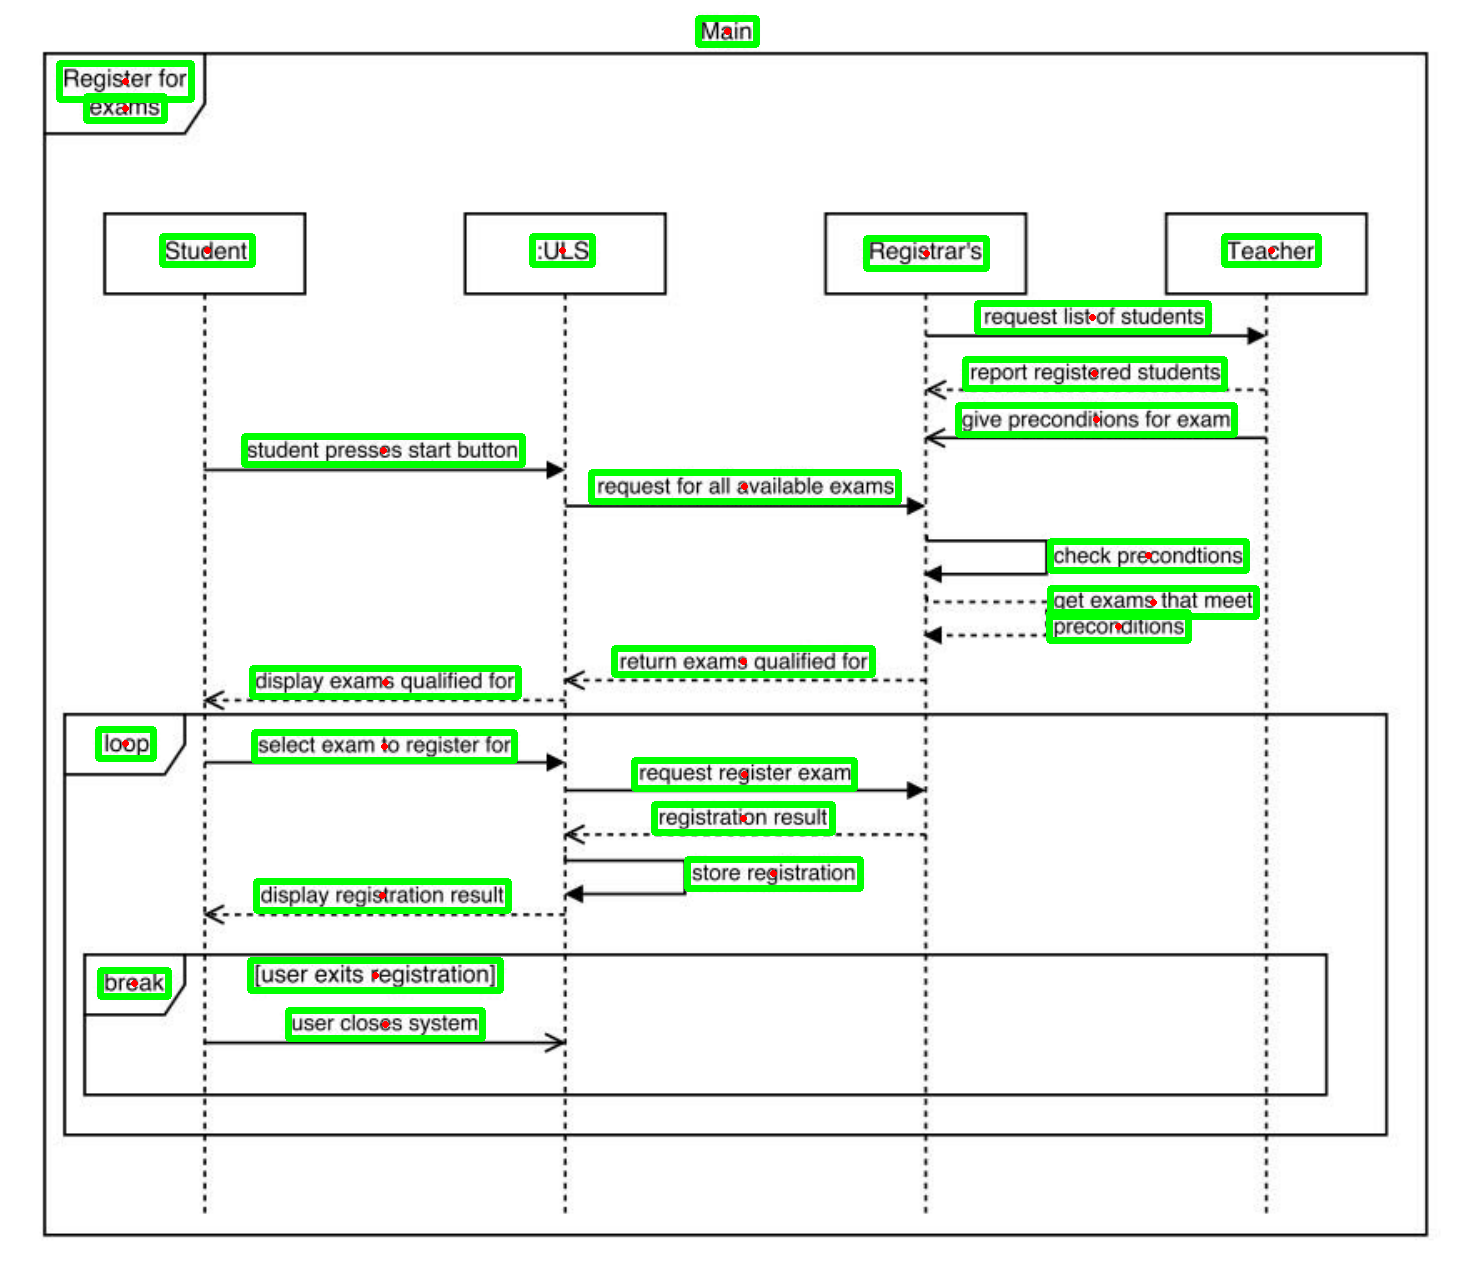 Main
Register for
exams
Student
:ULS
Registrar's
Teacher
request list of students
report registered students
give preconditions for exam
student presses start button
request for all available exams
check precondtions
get exams that meet
preconditions
return exams qualified for
display exams qualified for
loop
select exam to register for
request register exam
registration result
store registration
display registration result
break
[user exits registration]
user closes system